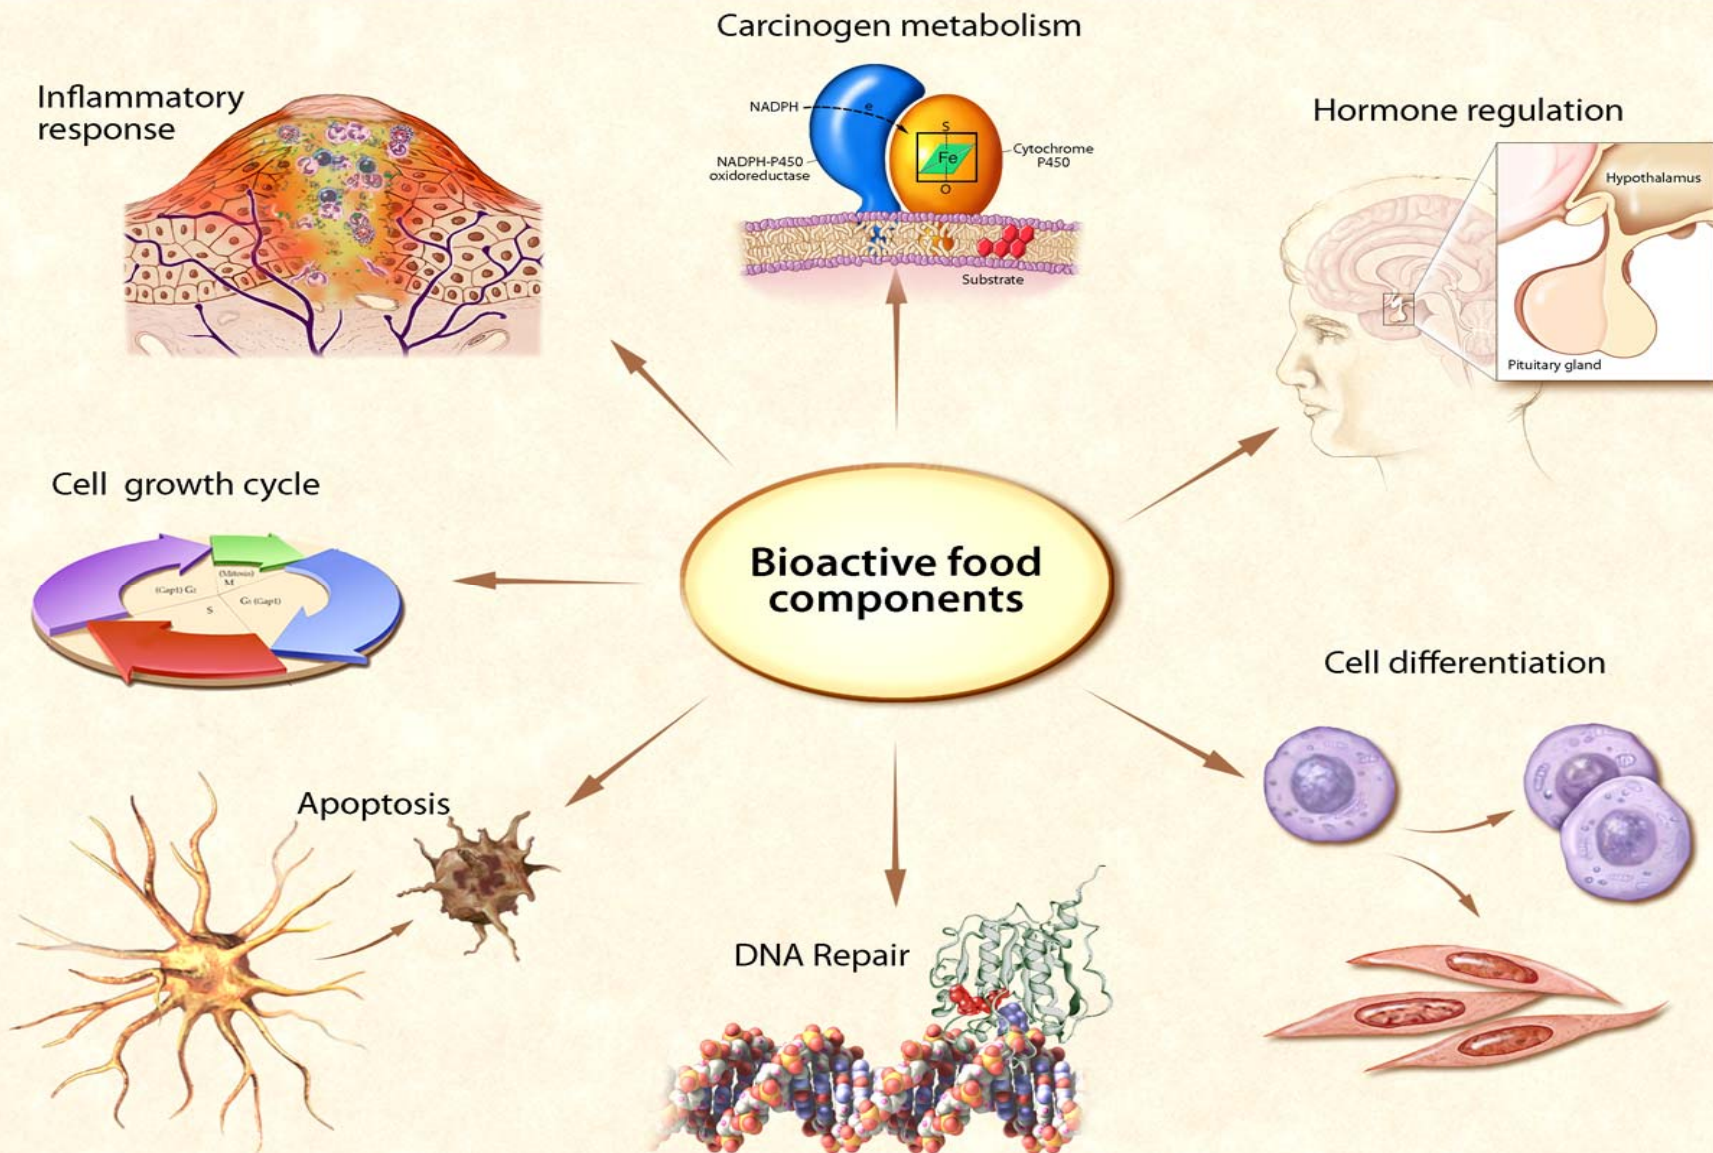 Carcinogen metabolism
Inflammatory
response
NADPH
e
NADPH-P450
oxidoreductase
S
Fe
O
Cytochrome
P450
Substrate
Hormone regulation
Hypothalamus
Pituitary gland
Cell growth cycle
(Mitosis)
M
(Gap1) G2
G1 (Gap1)
S
Bioactive food
components
Cell differentiation
Apoptosis
DNA Repair